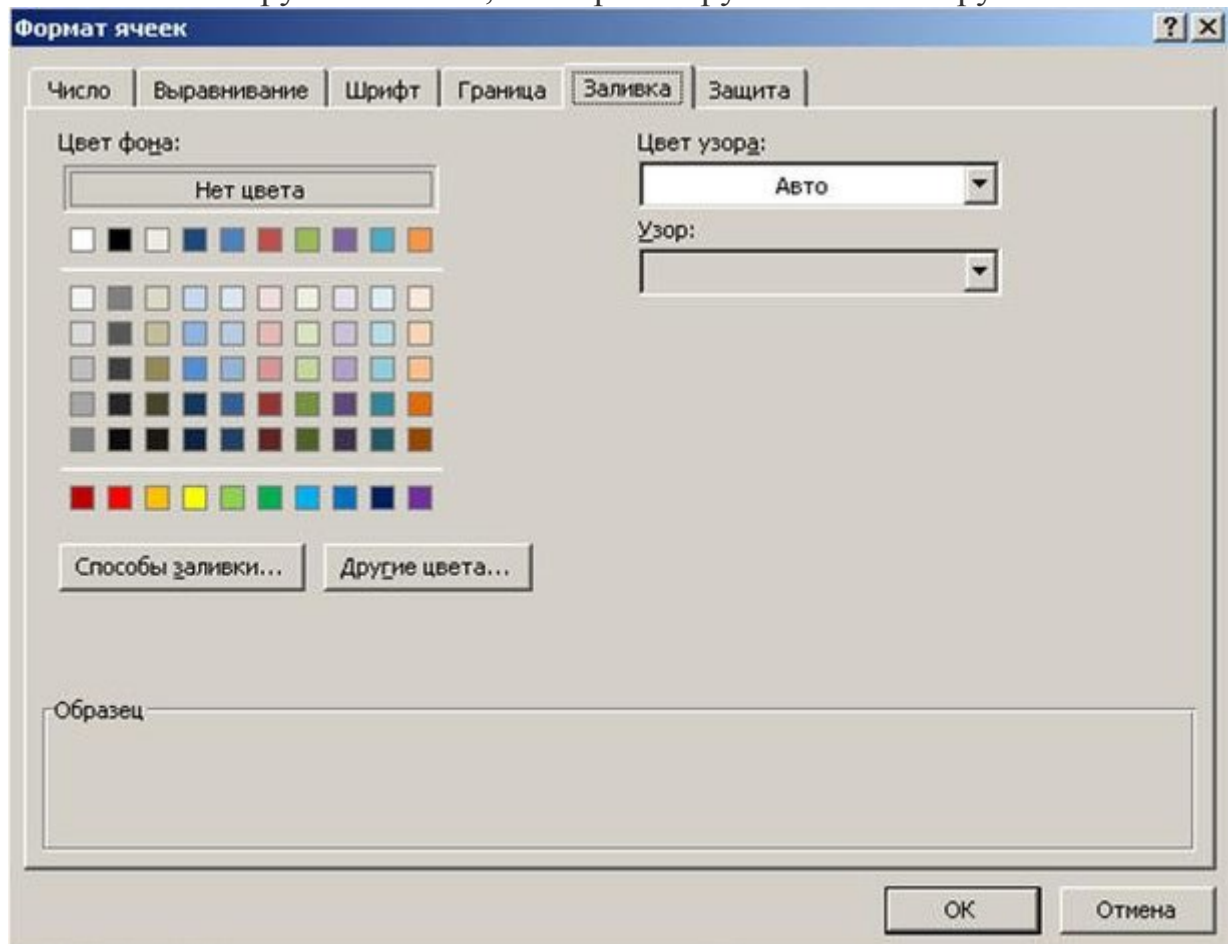 Формат ячеек
Число Выравнивание Шрифт Граница Заливка Защита
Цвет фона: Цвет узора:
Нет цвета Авто
Узор:
Способы заливки... Другие цвета...
Образец
ОК Отмена